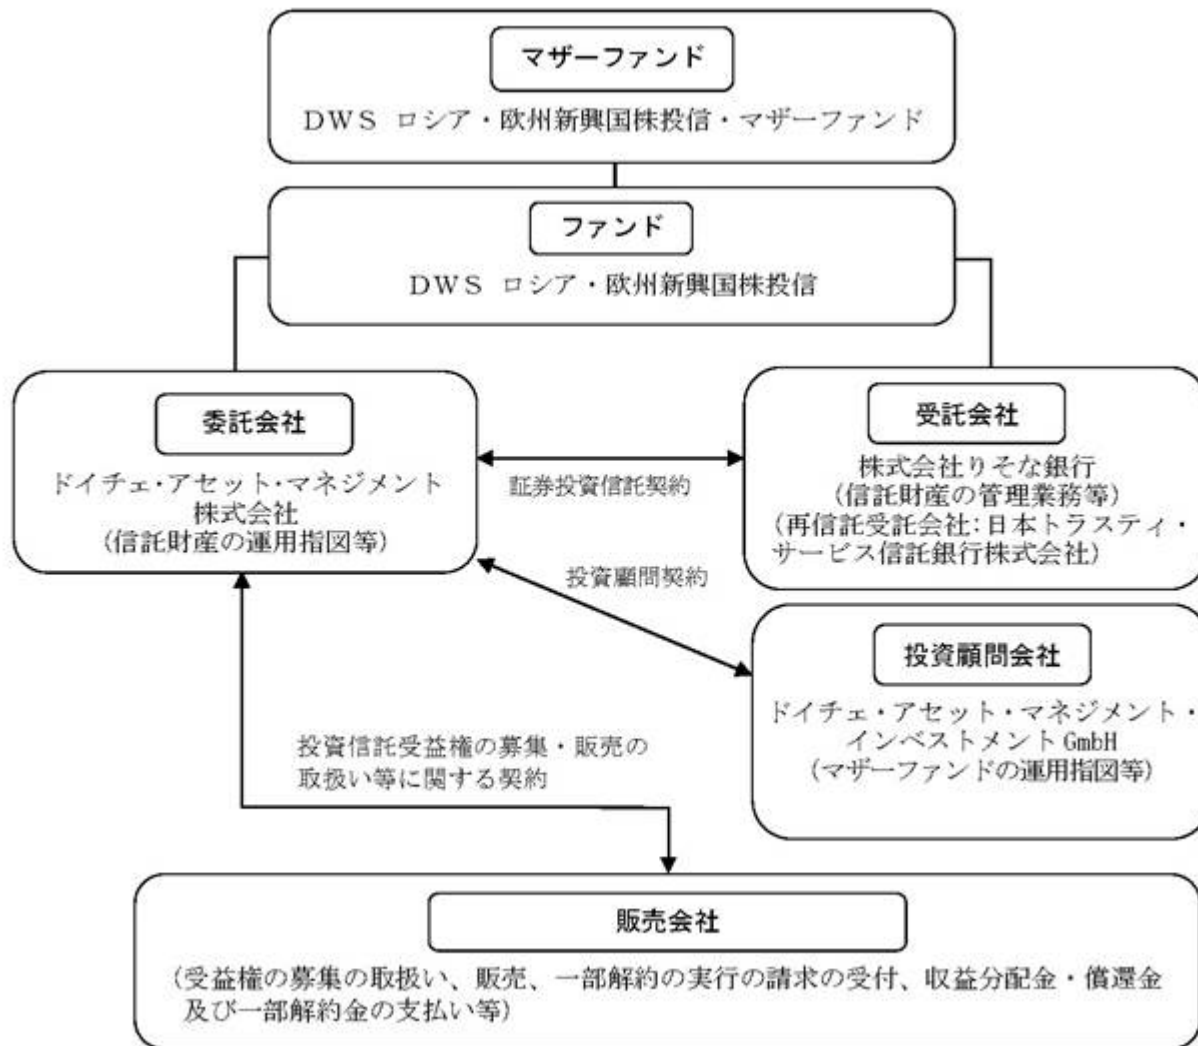 マザーファンド
DWS ロシア・欧州新興国株投信・マザーファンド
ファンド
DWS ロシア・欧州新興国株投信
委託会社
ドイチェ・アセット・マネジメント
株式会社
(信託財産の運用指図等)
証券投資信託契約
受託会社
株式会社りそな銀行
(信託財産の管理業務等)
(再信託受託会社:日本トラスティ・
サービス信託銀行株式会社)
投資顧問契約
投資顧問会社
ドイチェ・アセット・マネジメント・
インベストメントGmbH
(マザーファンドの運用指図等)
投資信託受益権の募集・販売の
取扱い等に関する契約
販売会社
(受益権の募集の取扱い、販売、一部解約の実行の請求の受付、収益分配金・償還金
及び一部解約金の支払い等)